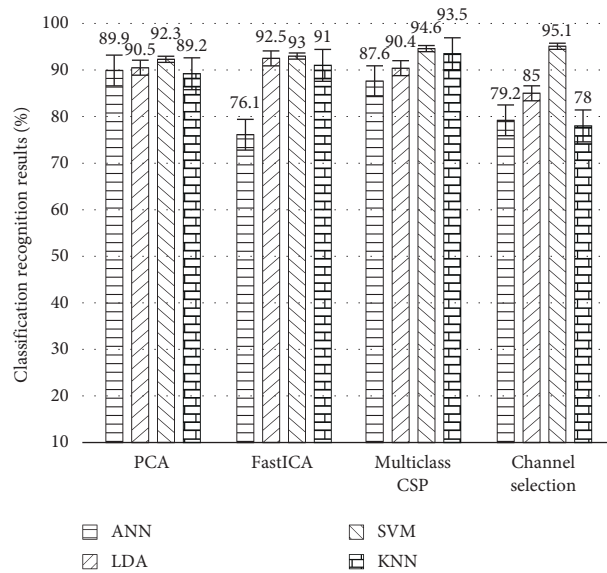 Classification recognition results (%)
100
90
80
70
60
50
40
30
20
10
89.9
90.5
92.3
89.2
76.1
92.5
93
91
87.6
90.4
94.6
93.5
79.2
85
95.1
78
PCA
FastICA
Multiclass
CSP
Channel
selection
ANN
LDA
SVM
KNN